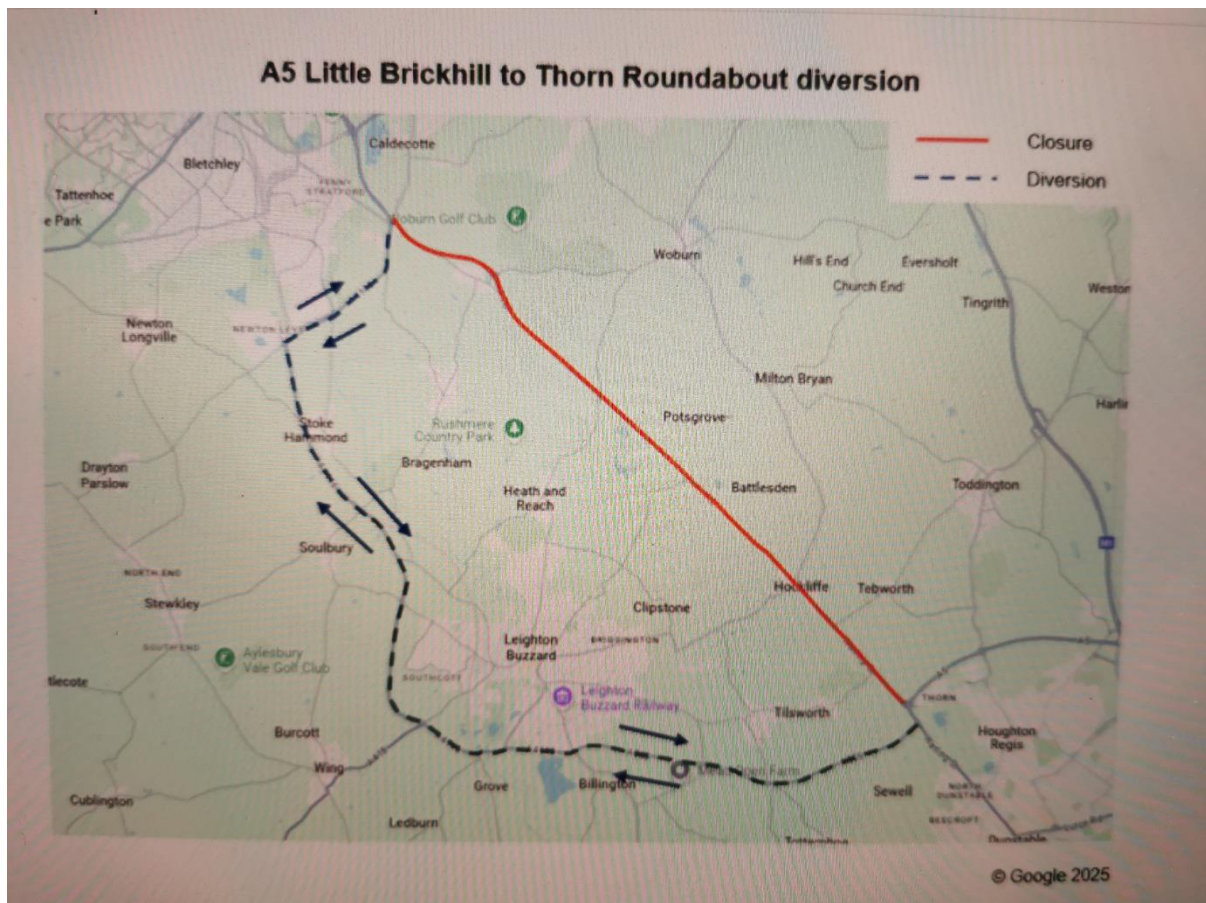 A5 Little Brickhill to Thorn Roundabout diversion
Closure
Diversion
Caldecotte
Bletchley
Tattenhoe
e Park
Woburn Golf Club
Woburn
Hill's End
Eversholt
Church End
Weston
Tingrith
Newton
Longville
Milton Bryan
Potsgrove
Harlin
Stoke
Hammond
Rushmere
Country Park
Bragenham
Drayton
Parslow
Battlesden
Toddington
Heath and
Reach
Soulbury
NORTH END
Stewkley
Hockliffe
Tebworth
Clipstone
SOUTH END
Leighton
Buzzard
Aylesbury
Vale Golf Club
tlecote
SOUTHCOTT
Leighton
Buzzard Railway
THORN
Tilsworth
Houghton
Regis
Burcott
Wing
Grove
Billington
Sewell
NORTH
DUNSTABLE
Cublington
Ledburn
BEECROFT
© Google 2025